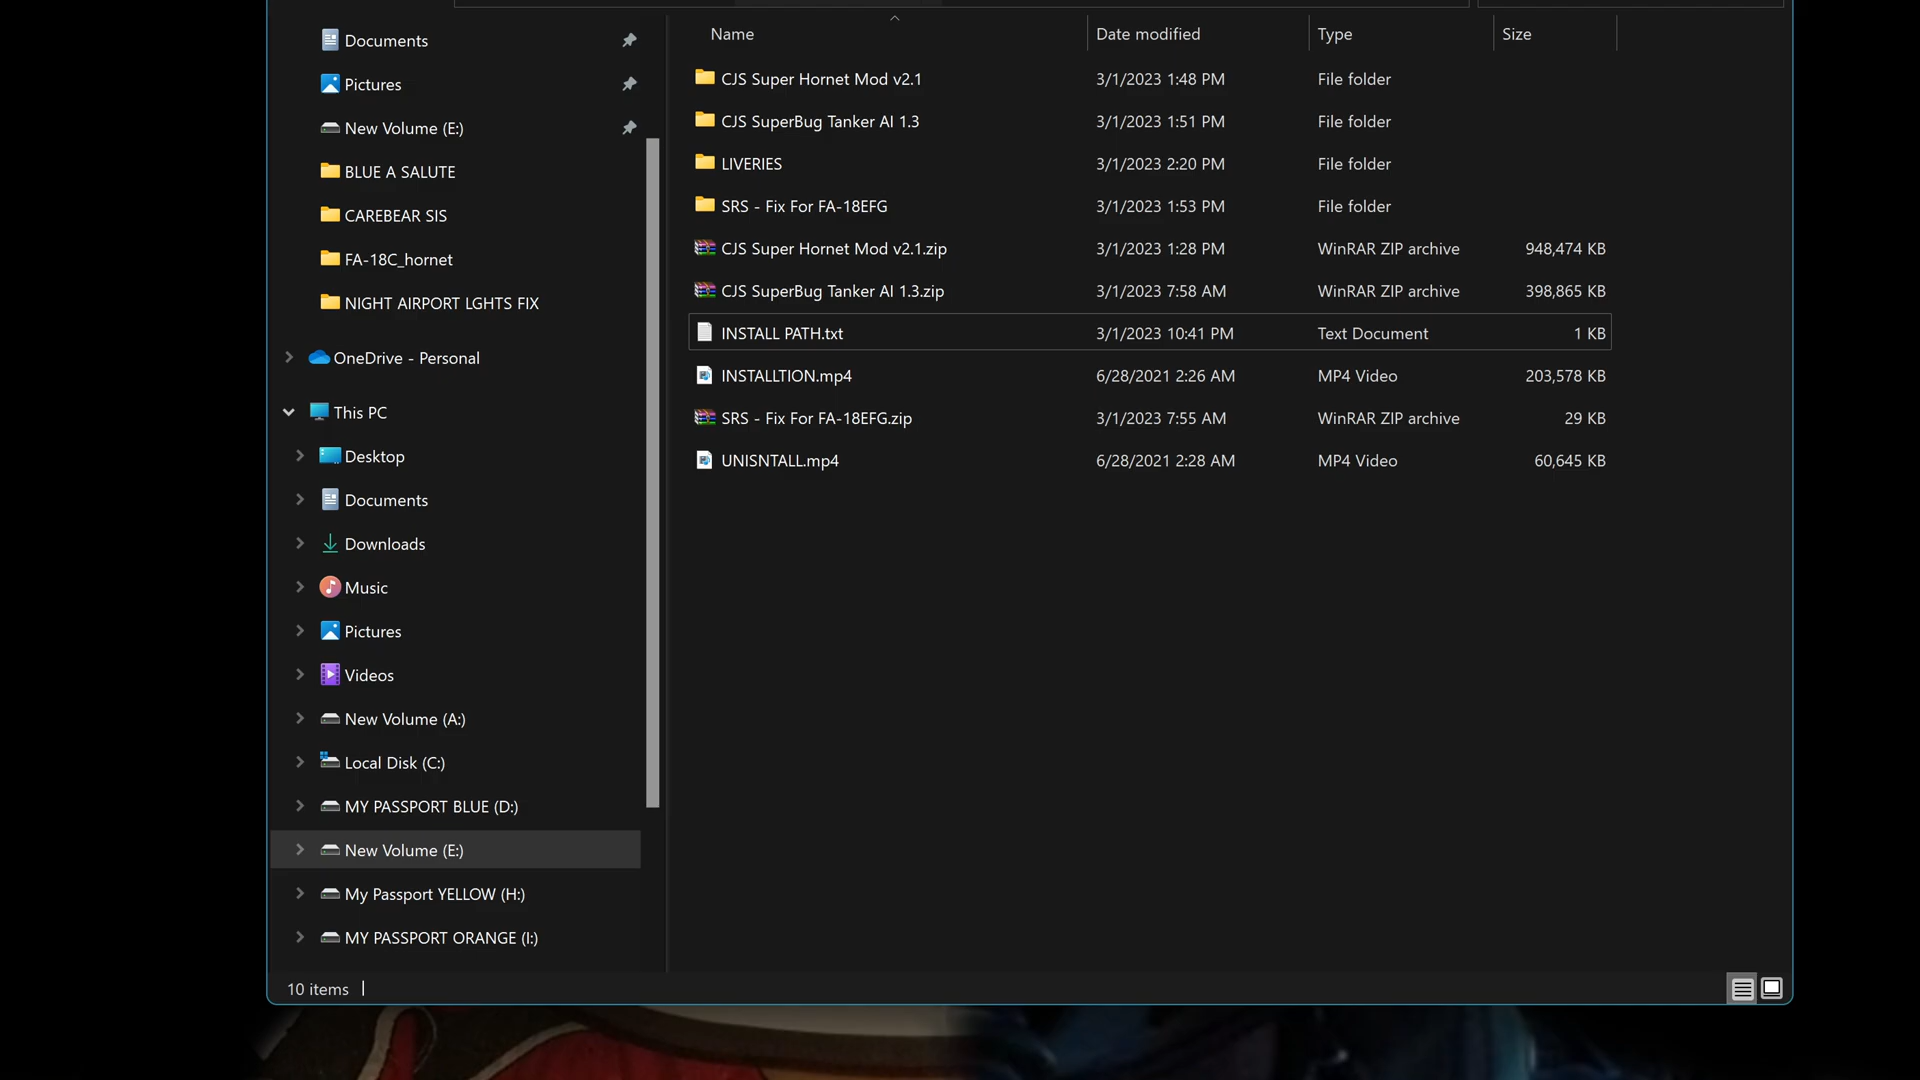 Name Date modified Type Size
Documents
Pictures
New Volume (E:)
BLUE A SALUTE
CAREBEAR SIS
FA-18C_hornet
NIGHT AIRPORT LGHTS FIX
OneDrive - Personal
This PC
Desktop
Documents
Downloads
Music
Pictures
Videos
New Volume (A:)
Local Disk (C:)
MY PASSPORT BLUE (D:)
New Volume (E:)
My Passport YELLOW (H:)
MY PASSPORT ORANGE (I:)
CJS Super Hornet Mod v2.1 3/1/2023 1:48 PM File folder
CJS SuperBug Tanker AI 1.3 3/1/2023 1:51 PM File folder
LIVERIES 3/1/2023 2:20 PM File folder
SRS - Fix For FA-18EFG 3/1/2023 1:53 PM File folder
CJS Super Hornet Mod v2.1.zip 3/1/2023 1:28 PM WinRAR ZIP archive 948,474 KB
CJS SuperBug Tanker AI 1.3.zip 3/1/2023 7:58 AM WinRAR ZIP archive 398,865 KB
INSTALL PATH.txt 3/1/2023 10:41 PM Text Document 1 KB
INSTALLTION.mp4 6/28/2021 2:26 AM MP4 Video 203,578 KB
SRS - Fix For FA-18EFG.zip 3/1/2023 7:55 AM WinRAR ZIP archive 29 KB
UNISNTALL.mp4 6/28/2021 2:28 AM MP4 Video 60,645 KB
10 items